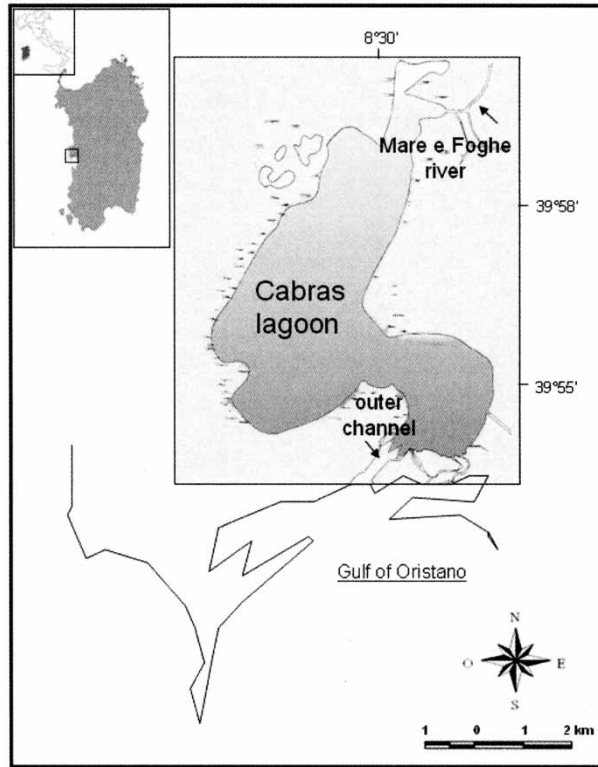 8°30'
Mare e Foghe
river
39°58'
Cabras
lagoon
39°55'
outer
channel
Gulf of Oristano
N
O
E
S
1 0 1 2 km